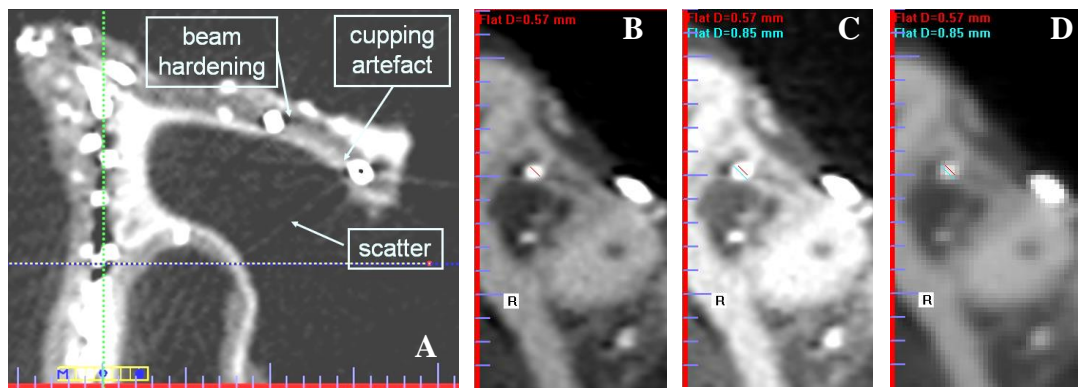 beam
hardening
cupping
artefact
scatter
A
M
Flat D=0.57 mm
B
R
Flat D=0.57 mm
Flat D=0.85 mm
C
R
Flat D=0.57 mm
Flat D=0.85 mm
D
R